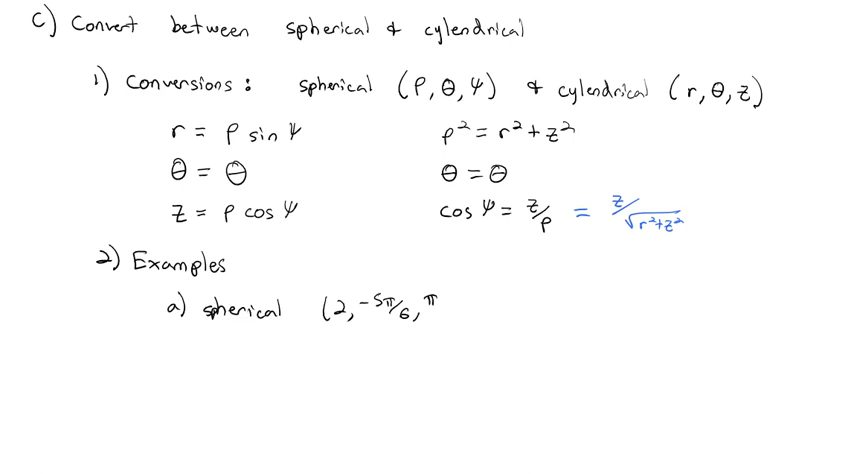 C) Convert between spherical & cylendrical
1) Conversions: spherical (ρ, θ, ψ) & cylendrical (r, θ, z)
r = ρ sin ψ    ρ² = r² + z²
θ = θ    θ = θ
z = ρ cos ψ    cos ψ = z/ρ = z/√r²+z²
2) Examples
a) spherical (2, -5π/6, π